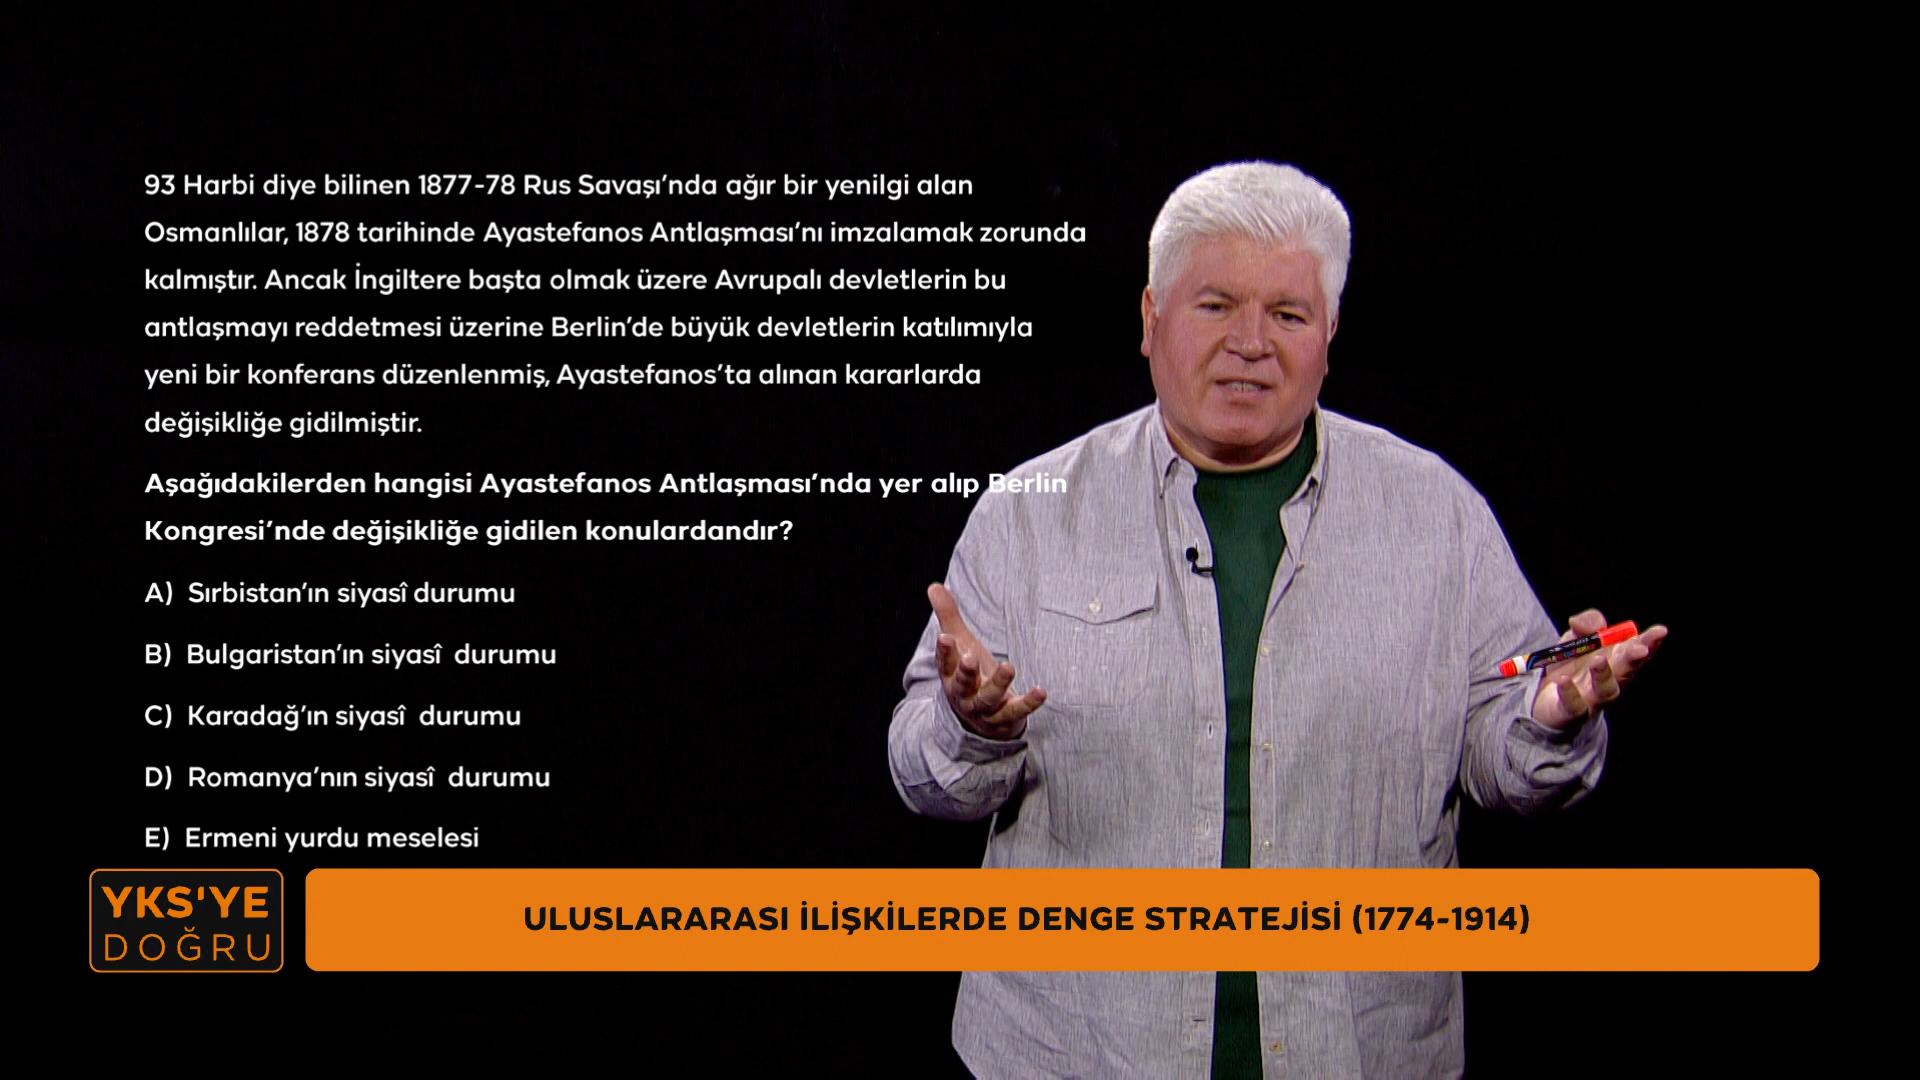 93 Harbi diye bilinen 1877-78 Rus Savaşı’nda ağır bir yenilgi alan
Osmanlılar, 1878 tarihinde Ayastefanos Antlaşması’nı imzalamak zorunda
kalmıştır. Ancak İngiltere başta olmak üzere Avrupalı devletlerin bu
antlaşmayı reddetmesi üzerine Berlin’de büyük devletlerin katılımıyla
yeni bir konferans düzenlenmiş, Ayastefanos’ta alınan kararlarda
değişikliğe gidilmiştir.
Aşağıdakilerden hangisi Ayastefanos Antlaşması’nda yer alıp Berlin
Kongresi’nde değişikliğe gidilen konulardandır?
A) Sırbistan’ın siyasî durumu
B) Bulgaristan’ın siyasî durumu
C) Karadağ’ın siyasî durumu
D) Romanya’nın siyasî durumu
E) Ermeni yurdu meselesi
YKS'YE
DOĞRU
ULUSLARARASI İLİŞKİLERDE DENGE STRATEJİSİ (1774-1914)